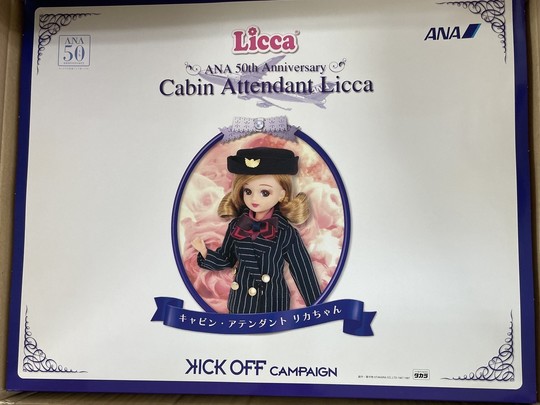 ANA
50
Licca
ANA
ANA 50th Anniversary
Cabin Attendant Licca
キャビン・アテンダント リカちゃん
KICK OFF CAMPAIGN
タカラ